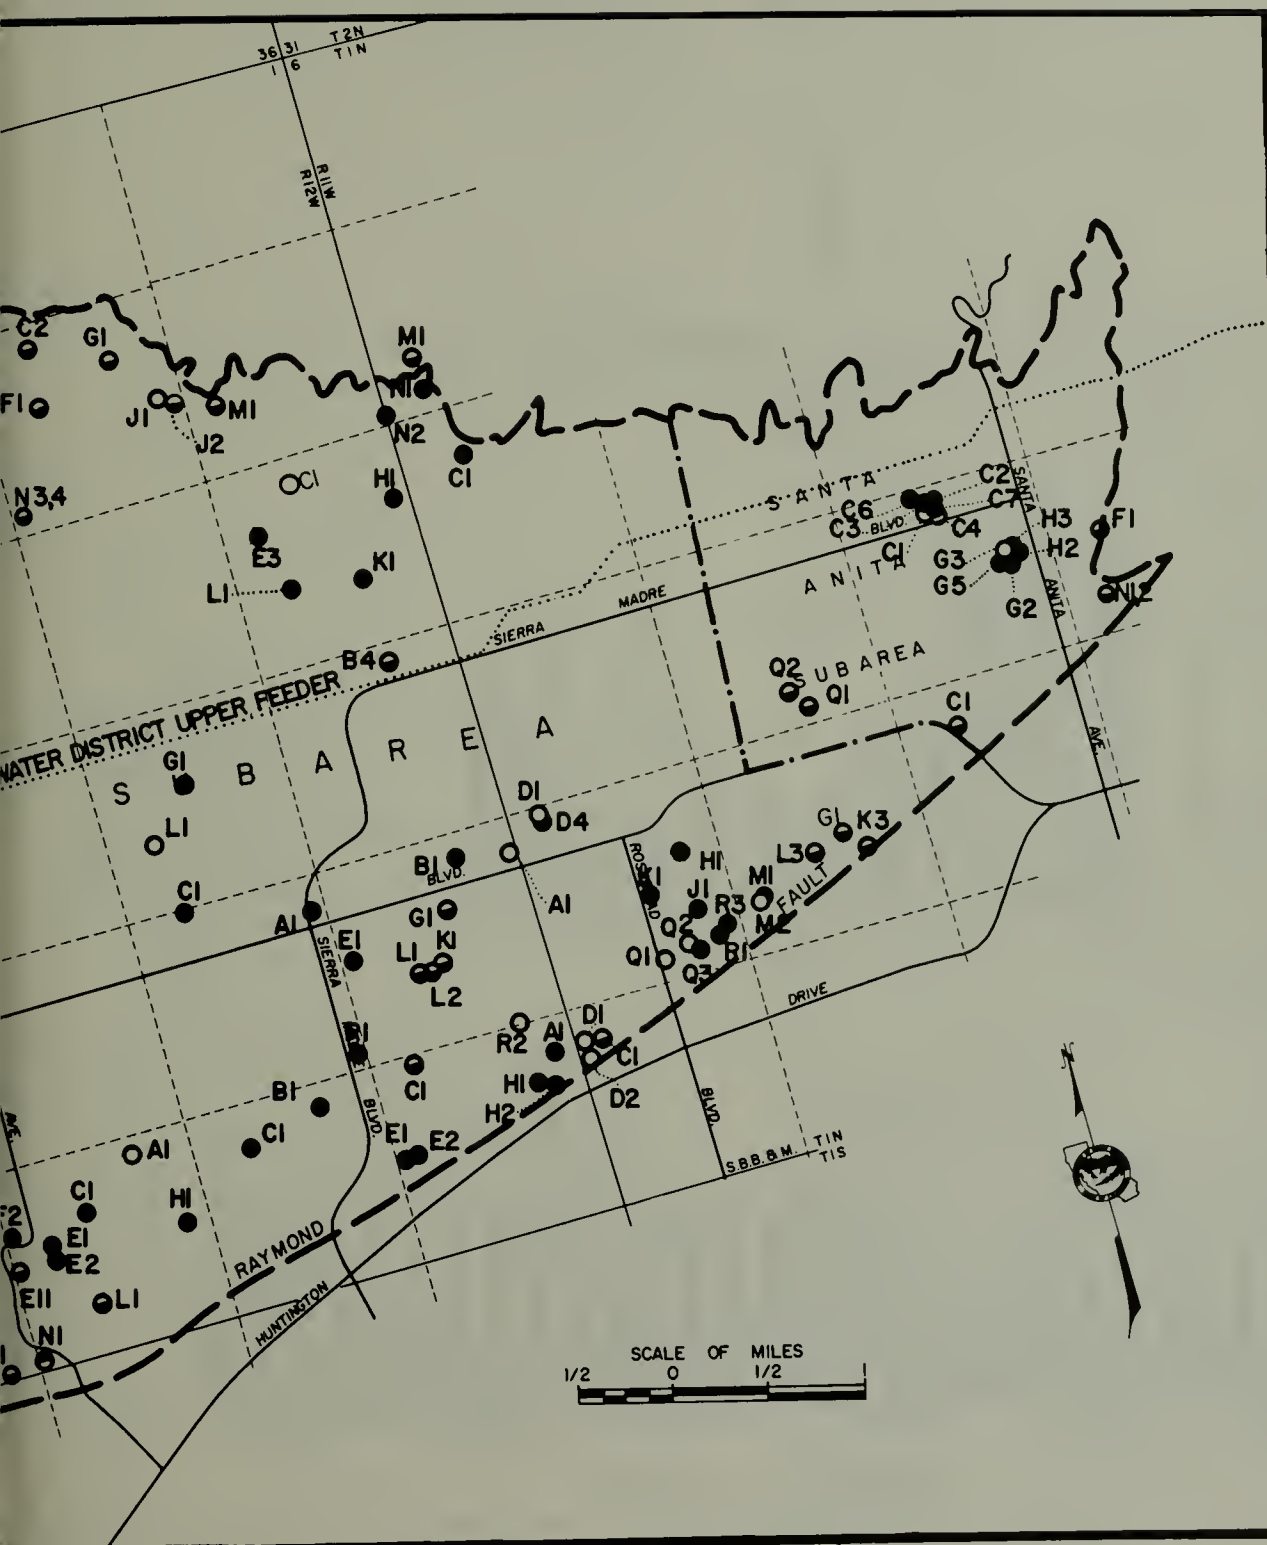 36 31 T2N
1 6 T1N
R11W
R12W
C2
G1
M1
F1
J1
M1
N1
J2
N2
C1
H1
C1
N3,4
SANTA
C2
C7
SANTA
C6
C3
BLVD.
C4
H3
F1
C1
E3
K1
G3
H2
ANITA
G5
L1
G2
ANITA
MADRE
SIERRA
B4
SUBAREA
Q2
Q1
C1
WATER DISTRICT UPPER FEEDER
G1
AVE.
S B A R E A
L1
D1
D4
G1
K3
B1
BLVD.
H1
L3
C1
K1
J1
M1
FAULT
A1
R3
M2
A1
G1
Q2
E1
L1
K1
SIERRA
Q1
Q3
R1
L2
DRIVE
R2
A1
D1
C1
C1
H1
D2
B1
H2
BLVD.
BLVD.
AVE.
E1
E2
C1
A1
S.B.B.&M.
T1N
T1S
N
C1
H1
F2
E1
E2
RAYMOND
E11
L1
HUNTINGTON
N1
SCALE OF MILES
1/2 0 1/2 1